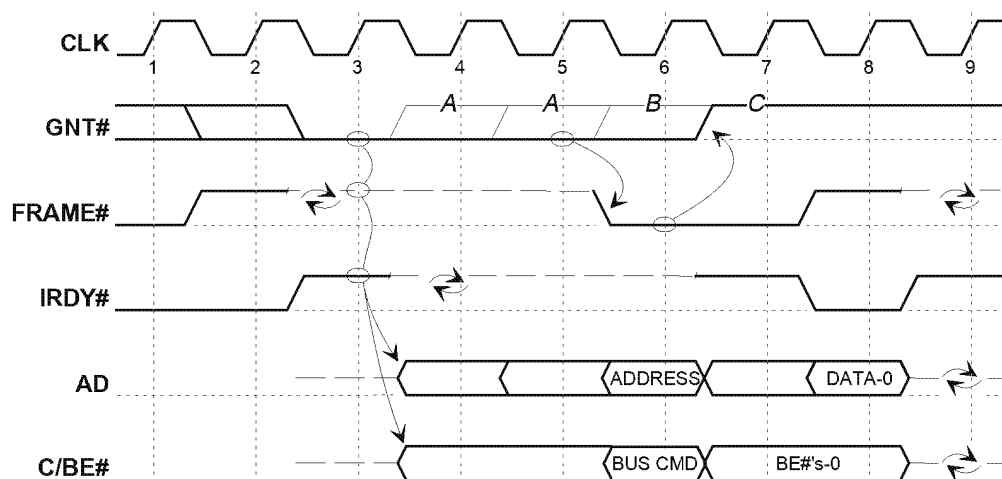 CLK
1 2 3 4 5 6 7 8 9
A A B C
GNT#
FRAME#
IRDY#
AD ADDRESS DATA-0
C/BE# BUS CMD BE#'s-0